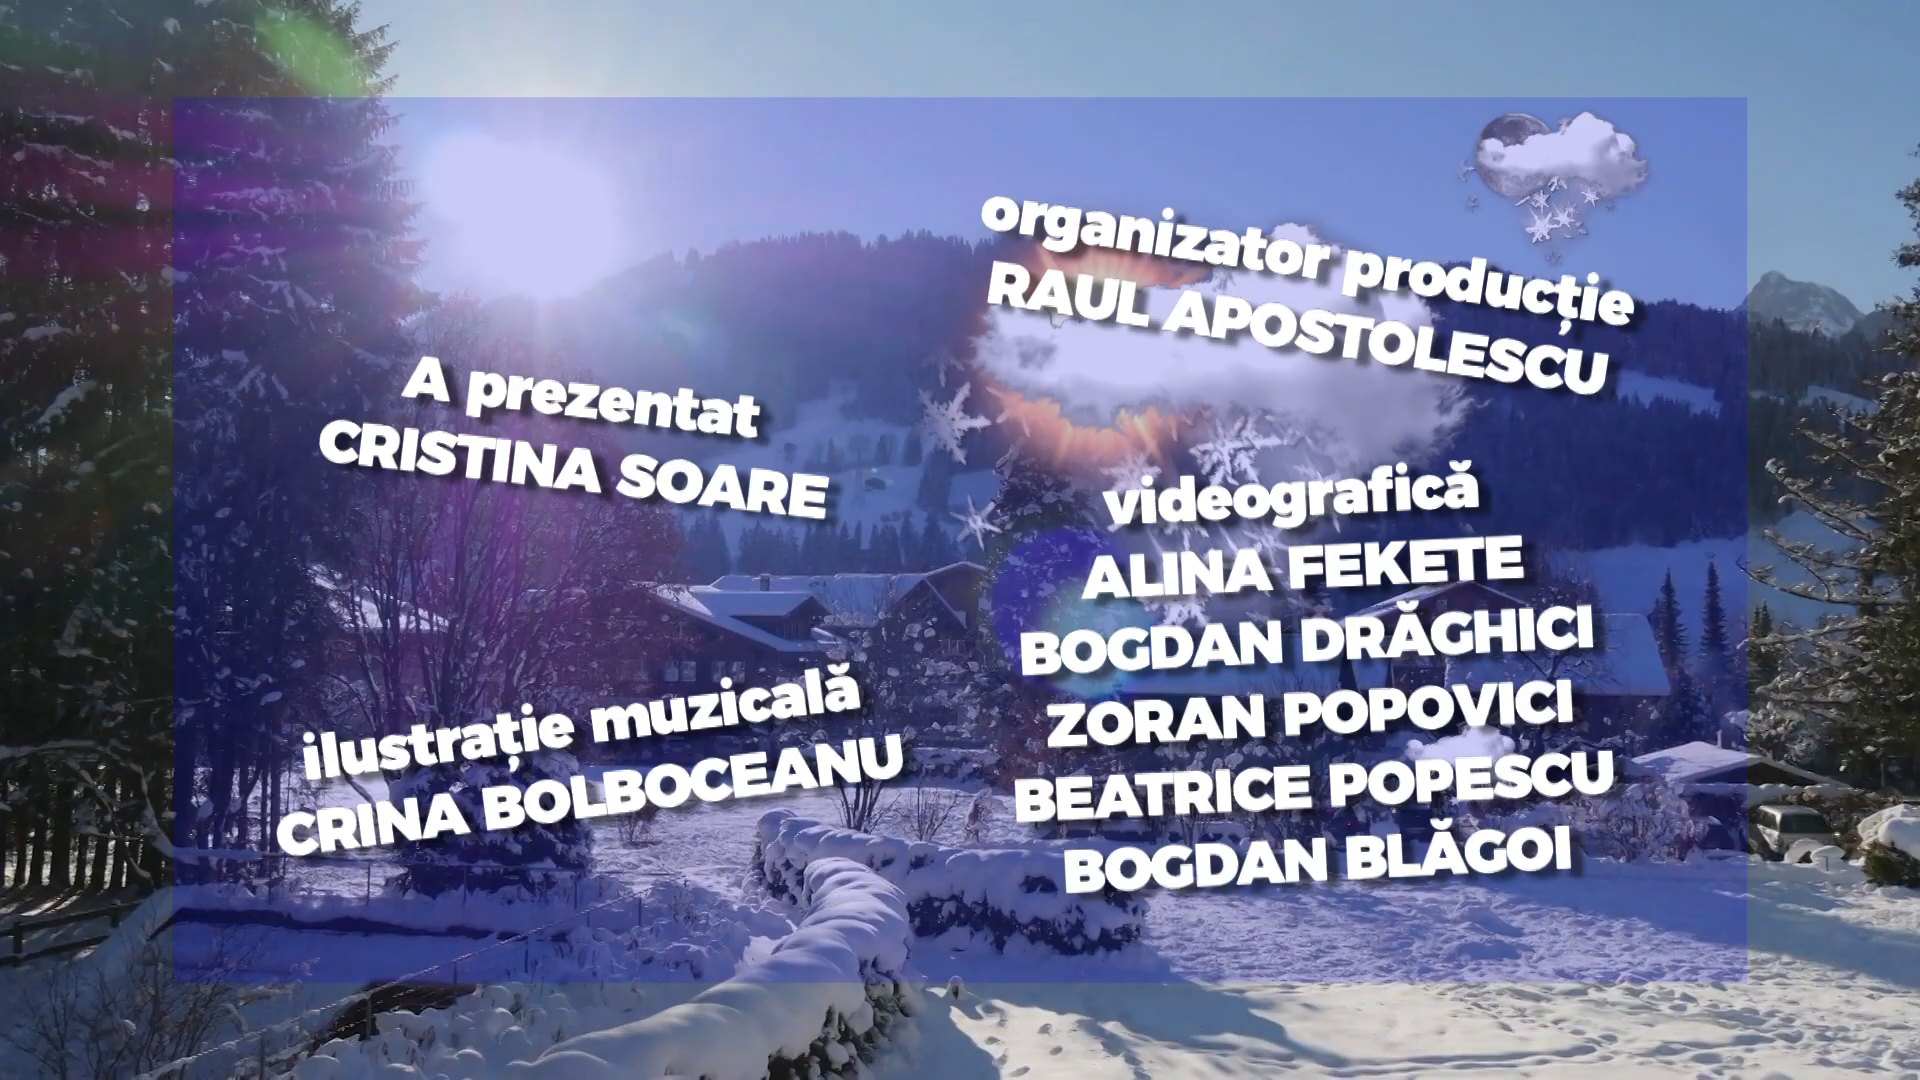 A prezentat
CRISTINA SOARE
ilustrație muzicală
CRINA BOLBOCEANU
organizator producție
RAUL APOSTOLESCU
videografică
ALINA FEKETE
BOGDAN DRĂGHICI
ZORAN POPOVICI
BEATRICE POPESCU
BOGDAN BLĂGOI